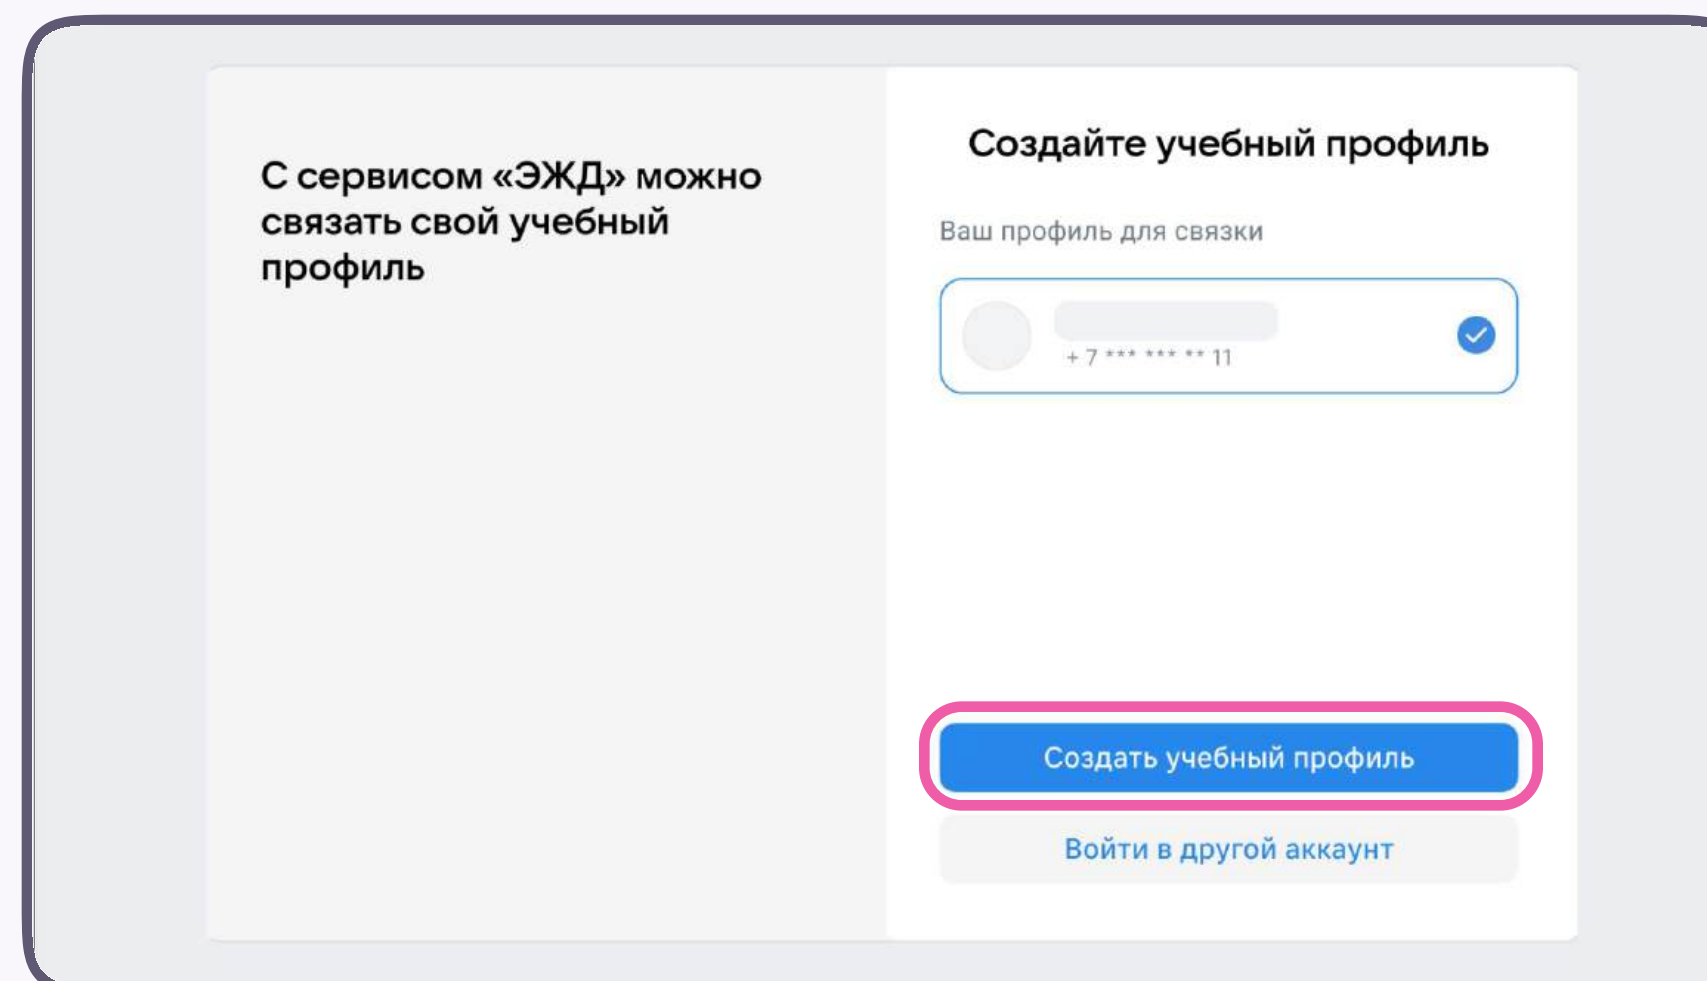 С сервисом «ЭЖД» можно
связать свой учебный
профиль
Создайте учебный профиль
Ваш профиль для связки
+ 7 *** *** ** 11
Создать учебный профиль
Войти в другой аккаунт